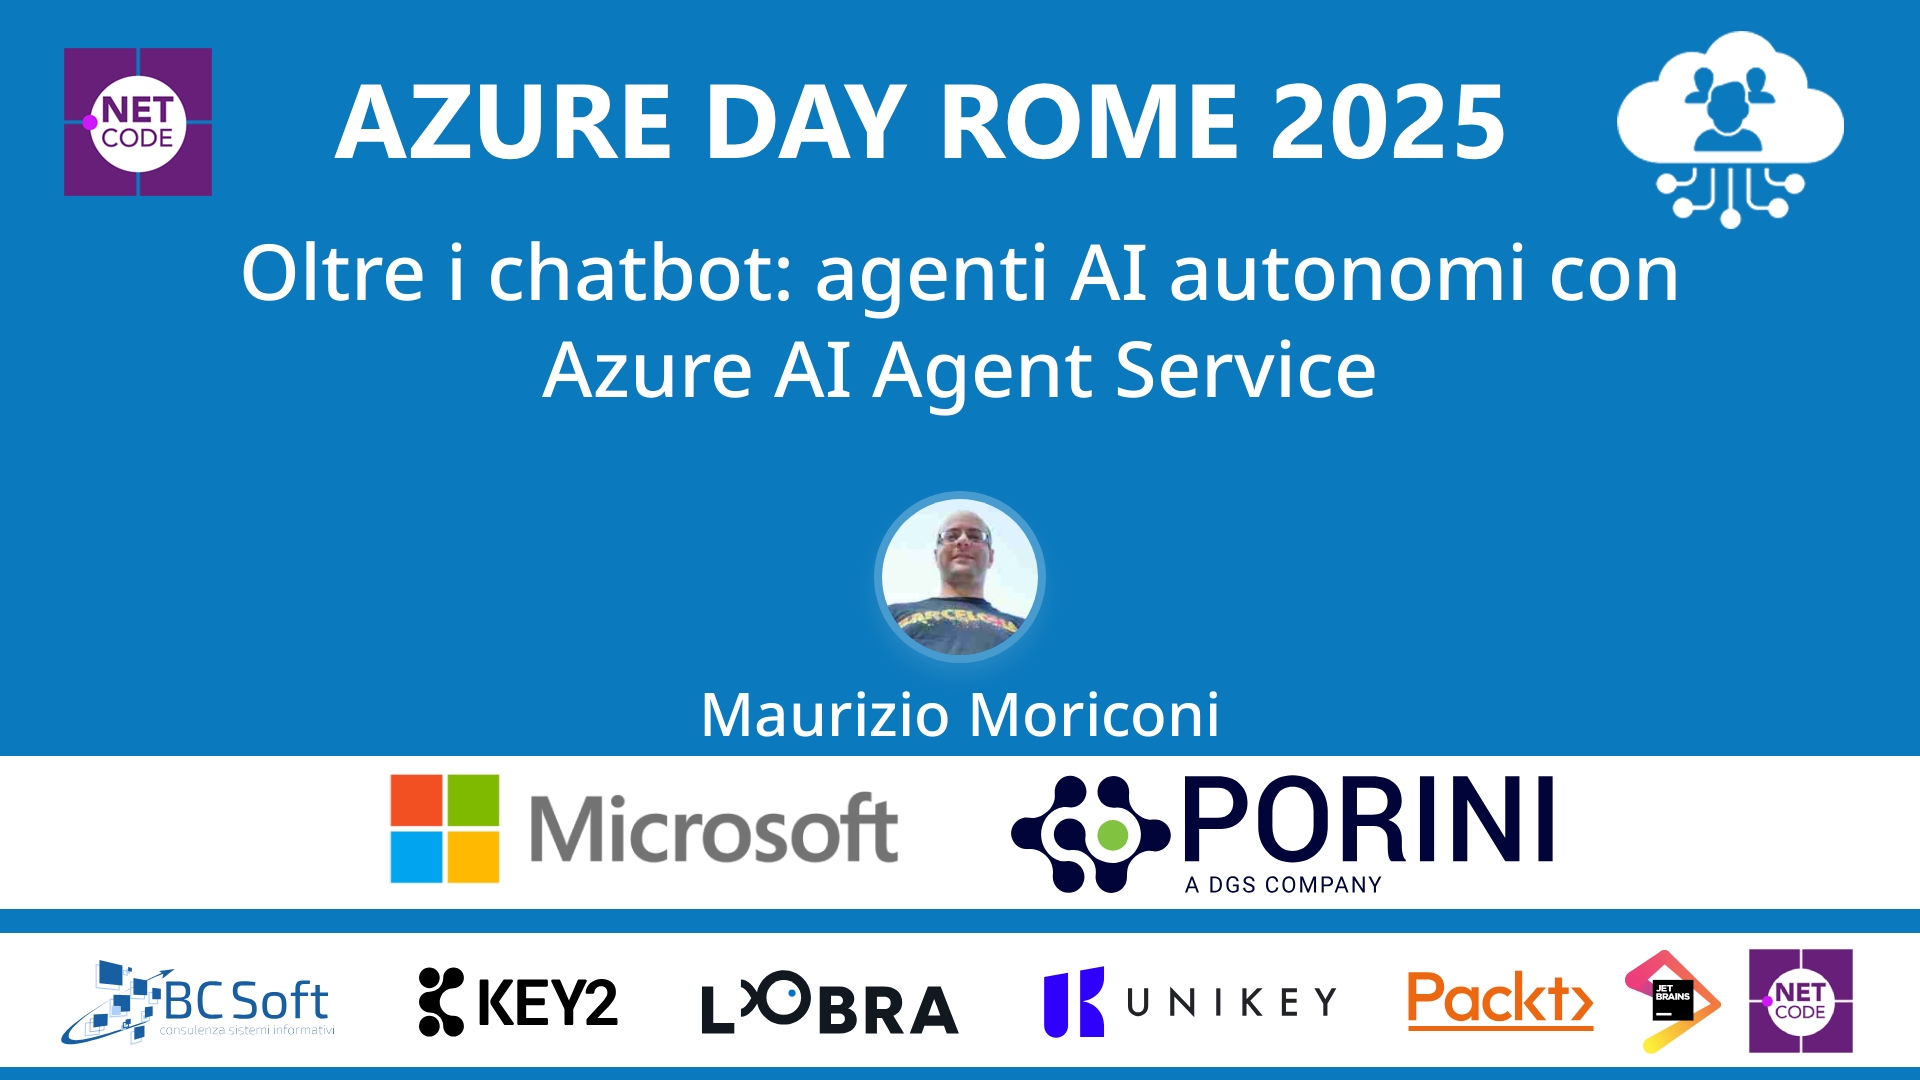 NET
CODE
AZURE DAY ROME 2025
Oltre i chatbot: agenti AI autonomi con
Azure AI Agent Service
Maurizio Moriconi
Microsoft
PORINI
A DGS COMPANY
BC Soft
consulenza sistemi informativi
KEY2
LOBRA
UNIKEY
Packt
JET
BRAINS
NET
CODE